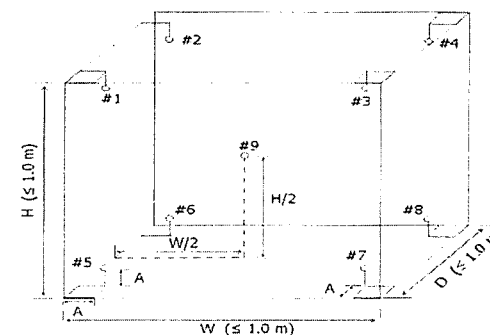 #2
#4
#1
#3
#9
H (≤ 1.0 m)
H/2
#6
#8
W/2
#5
#7
A
A
A
D (≤ 1.0 m)
W (≤ 1.0 m)